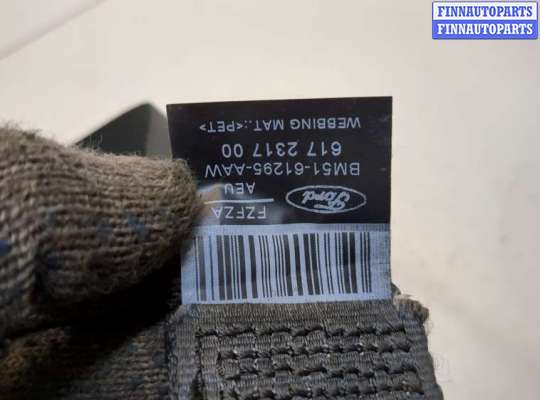 FINNAUTOPARTS
FINNAUTOPARTS
Ford
FZFZA
AEU
BM51-61295-AAW
617 2317 00
WEBBING MAT.:<PET>